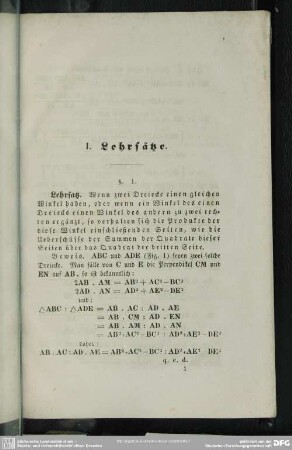 I. Lehrsätze.
§. 1.
Lehrsatz. Wenn zwei Dreiecke einen gleichen
Winkel haben, oder wenn ein Winkel des einen
Dreiecks einen Winkel des andern zu zwei rech-
ten ergänzt, so verhalten sich die Produkte der
diese Winkel einschließenden Seiten, wie die
Ueberschüsse der Summen der Quadrate dieser
Seiten über das Quadrat der dritten Seite.
Beweis. ABC und ADE (Fig. 1) seyen zwei solche
Dreiecke. Man fälle von C und E die Perpendikel CM und
EN auf AB, so ist bekanntlich:
2AB . AM = AB² + AC² - BC²
2AD . AN = AD² + AE² - DE²
und:
△ABC : △ADE = AB . AC : AD . AE
= AB . CM : AD . EN
= AB . AM : AD . AN
= AB²+AC²-BC² : AD²+AE²-DE²
daher:
AB . AC : AD . AE = AB²+AC²-BC² : AD²+AE²-DE²
q. e. d.
1